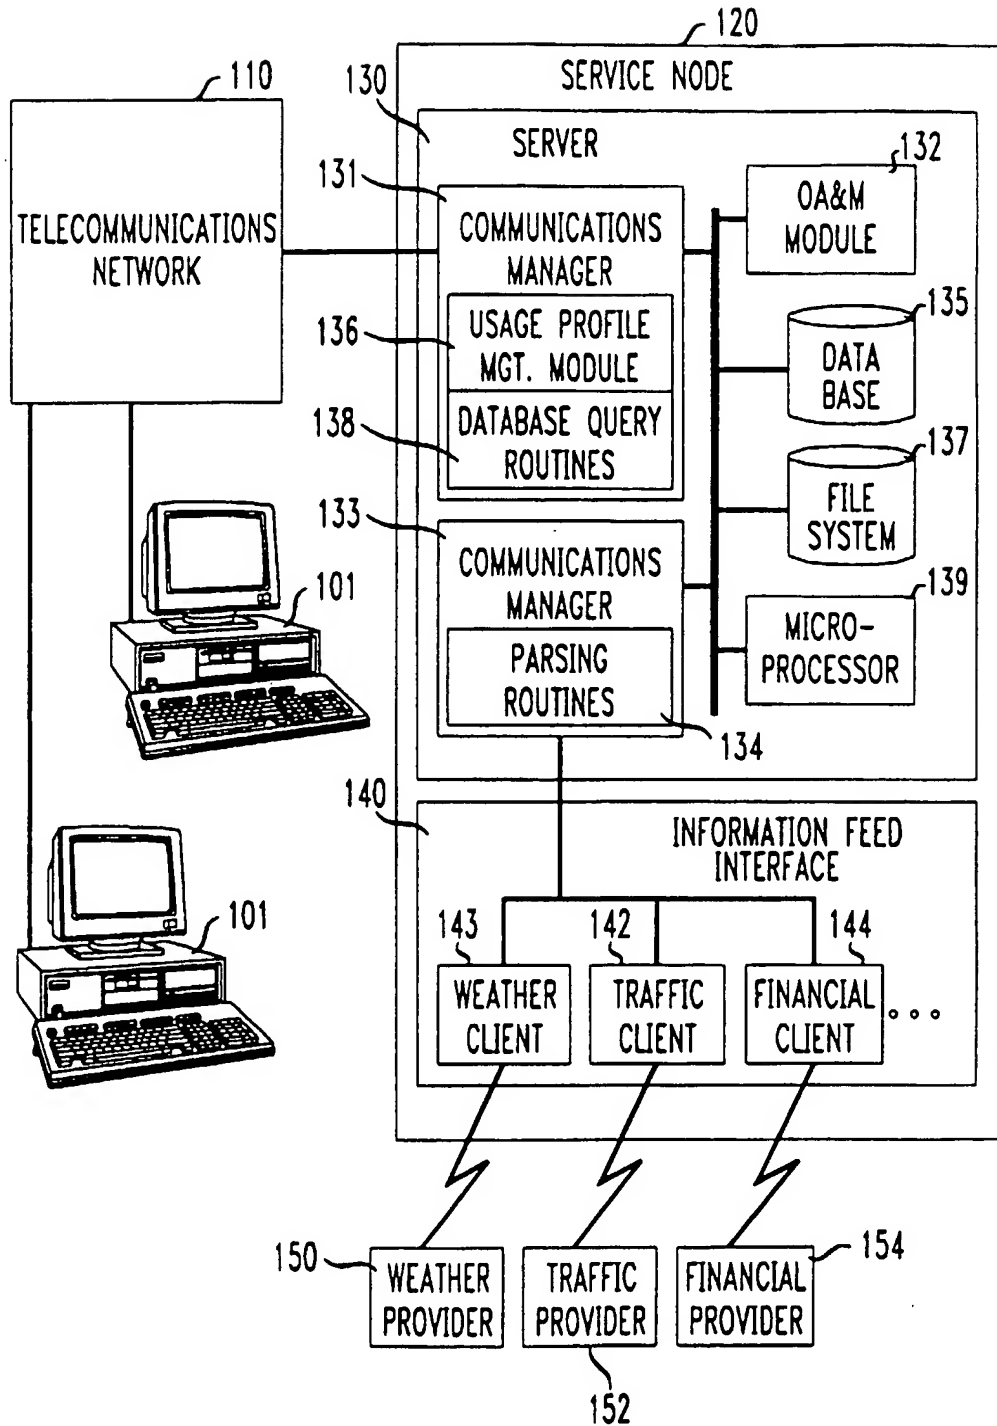 120
SERVICE NODE
110
TELECOMMUNICATIONS
NETWORK
130
SERVER
131
COMMUNICATIONS
MANAGER
136
USAGE PROFILE
MGT. MODULE
138
DATABASE QUERY
ROUTINES
132
OA&M
MODULE
135
DATA
BASE
137
FILE
SYSTEM
133
COMMUNICATIONS
MANAGER
PARSING
ROUTINES
134
139
MICRO-
PROCESSOR
101
101
140
INFORMATION FEED
INTERFACE
143
WEATHER
CLIENT
142
TRAFFIC
CLIENT
144
FINANCIAL
CLIENT
150
WEATHER
PROVIDER
TRAFFIC
PROVIDER
152
154
FINANCIAL
PROVIDER